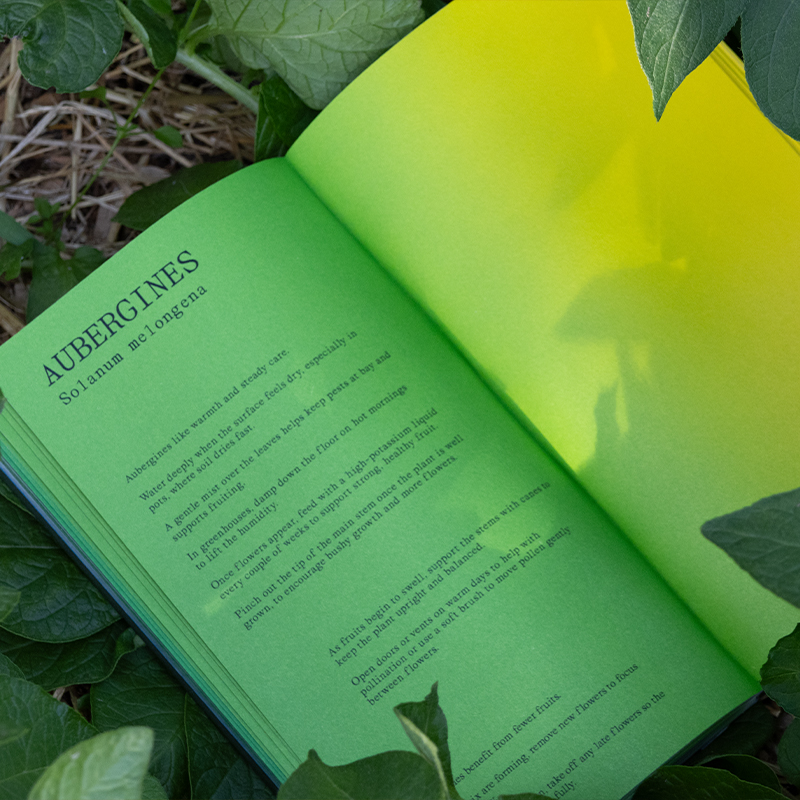 AUBERGINES
Solanum melongena
Aubergines like warmth and steady care.
Water deeply when the surface feels dry, especially in
pots, where soil dries fast.
A gentle mist over the leaves helps keep pests at bay and
supports fruiting.
In greenhouses, damp down the floor on hot mornings
to lift the humidity.
Once flowers appear, feed with a high-potassium liquid
every couple of weeks to support strong, healthy fruit.
Pinch out the tip of the main stem once the plant is well
grown, to encourage bushy growth and more flowers.
As fruits begin to swell, support the stems with canes to
keep the plant upright and balanced.
Open doors or vents on warm days to help with
pollination or use a soft brush to move pollen gently
between flowers.
benefit from fewer fruits.
are forming, remove new flowers to focus
take off any late flowers so the
fully.